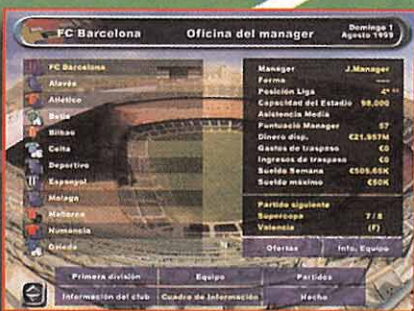 FC Barcelona
Oficina del manager
Domingo 1
Agosto 1999
FC Barcelona
Alavés
Atlético
Betis
Bilbao
Celta
Deportivo
Espanyol
Malaga
Mallorca
Numancia
Oviedo
Manager J.Manager
Forma ----
Posición Liga 4º
Capacidad del Estadio 98,000
Asistencia Media
Puntuació Manager 57
Dinero disp. €21.957M
Gastos de traspaso €0
Ingresos de traspaso €0
Sueldo Semana €505.65K
Sueldo máximo €50K
Partido siguiente
Supercopa 7/8
Valencia (F)
Ofertas
Info. Equipo
Primera división
Equipo
Partidos
Información del club
Cuadro de Información
Hecho